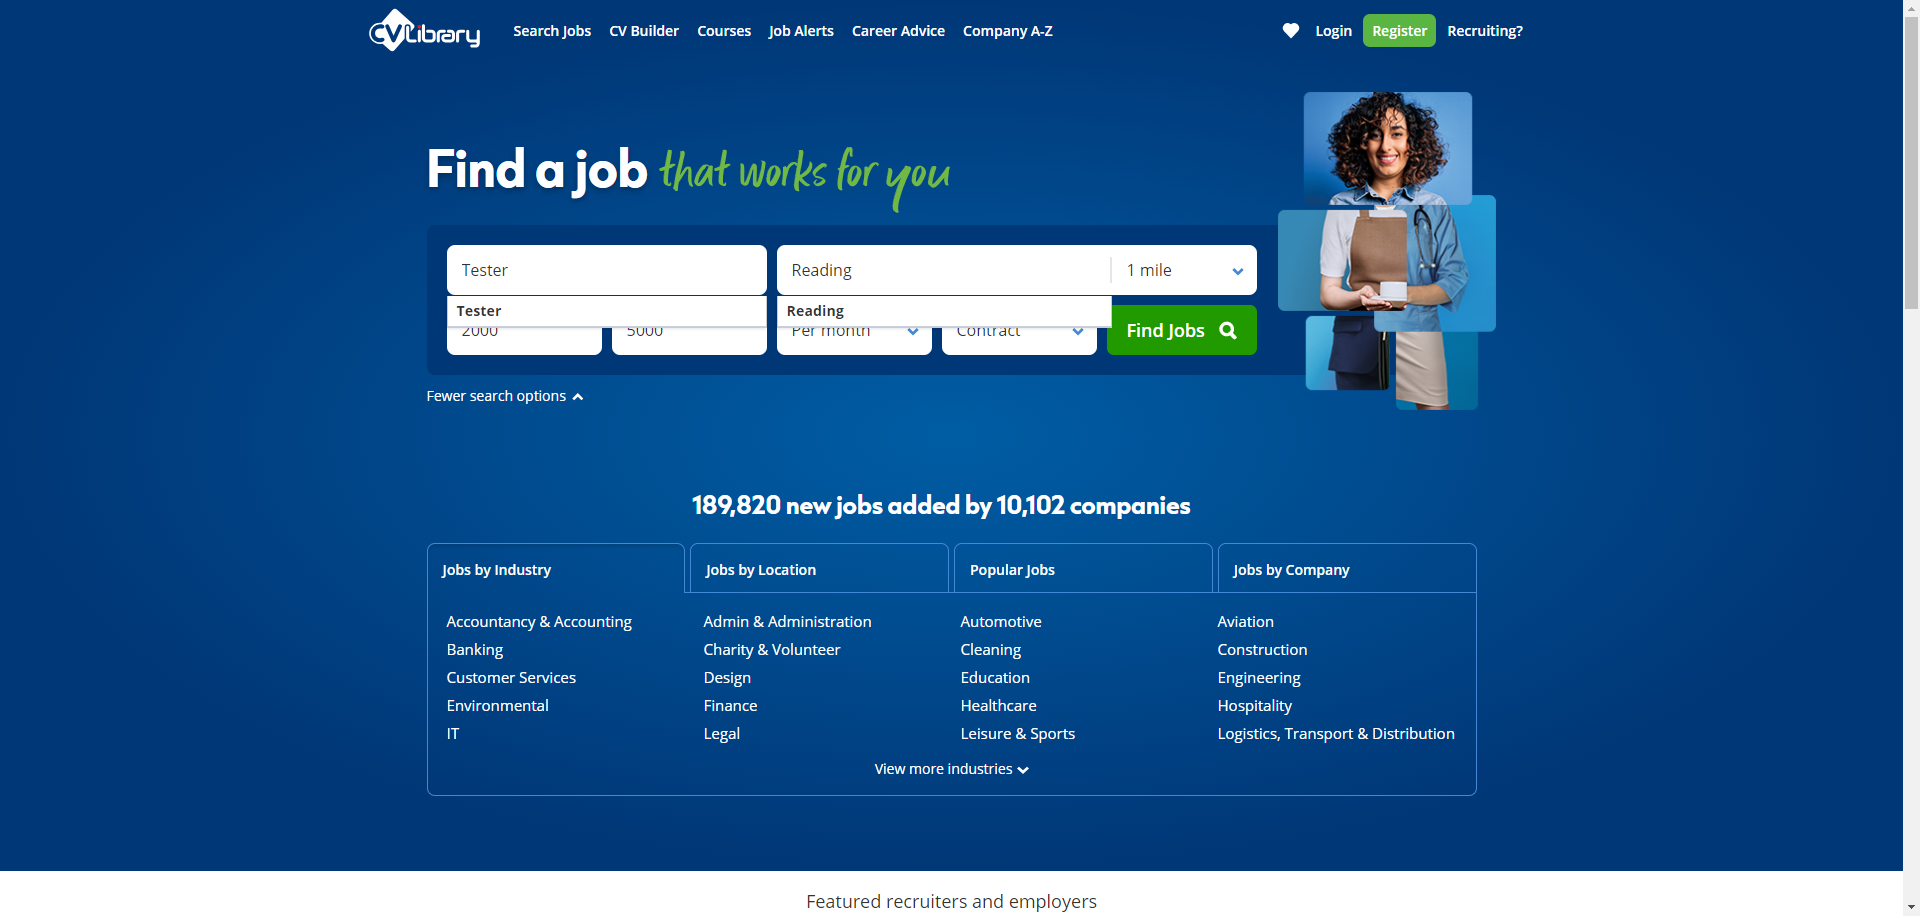 CVLibrary Search Jobs CV Builder Courses Job Alerts Career Advice Company A-Z Login Register Recruiting?
Find a job that works for you
Tester Reading 1 mile
Tester Reading
2000 5000 Per month Contract Find Jobs
Fewer search options
189,820 new jobs added by 10,102 companies
Jobs by Industry Jobs by Location Popular Jobs Jobs by Company
Accountancy & Accounting Admin & Administration Automotive Aviation
Banking Charity & Volunteer Cleaning Construction
Customer Services Design Education Engineering
Environmental Finance Healthcare Hospitality
IT Legal Leisure & Sports Logistics, Transport & Distribution
View more industries
Featured recruiters and employers